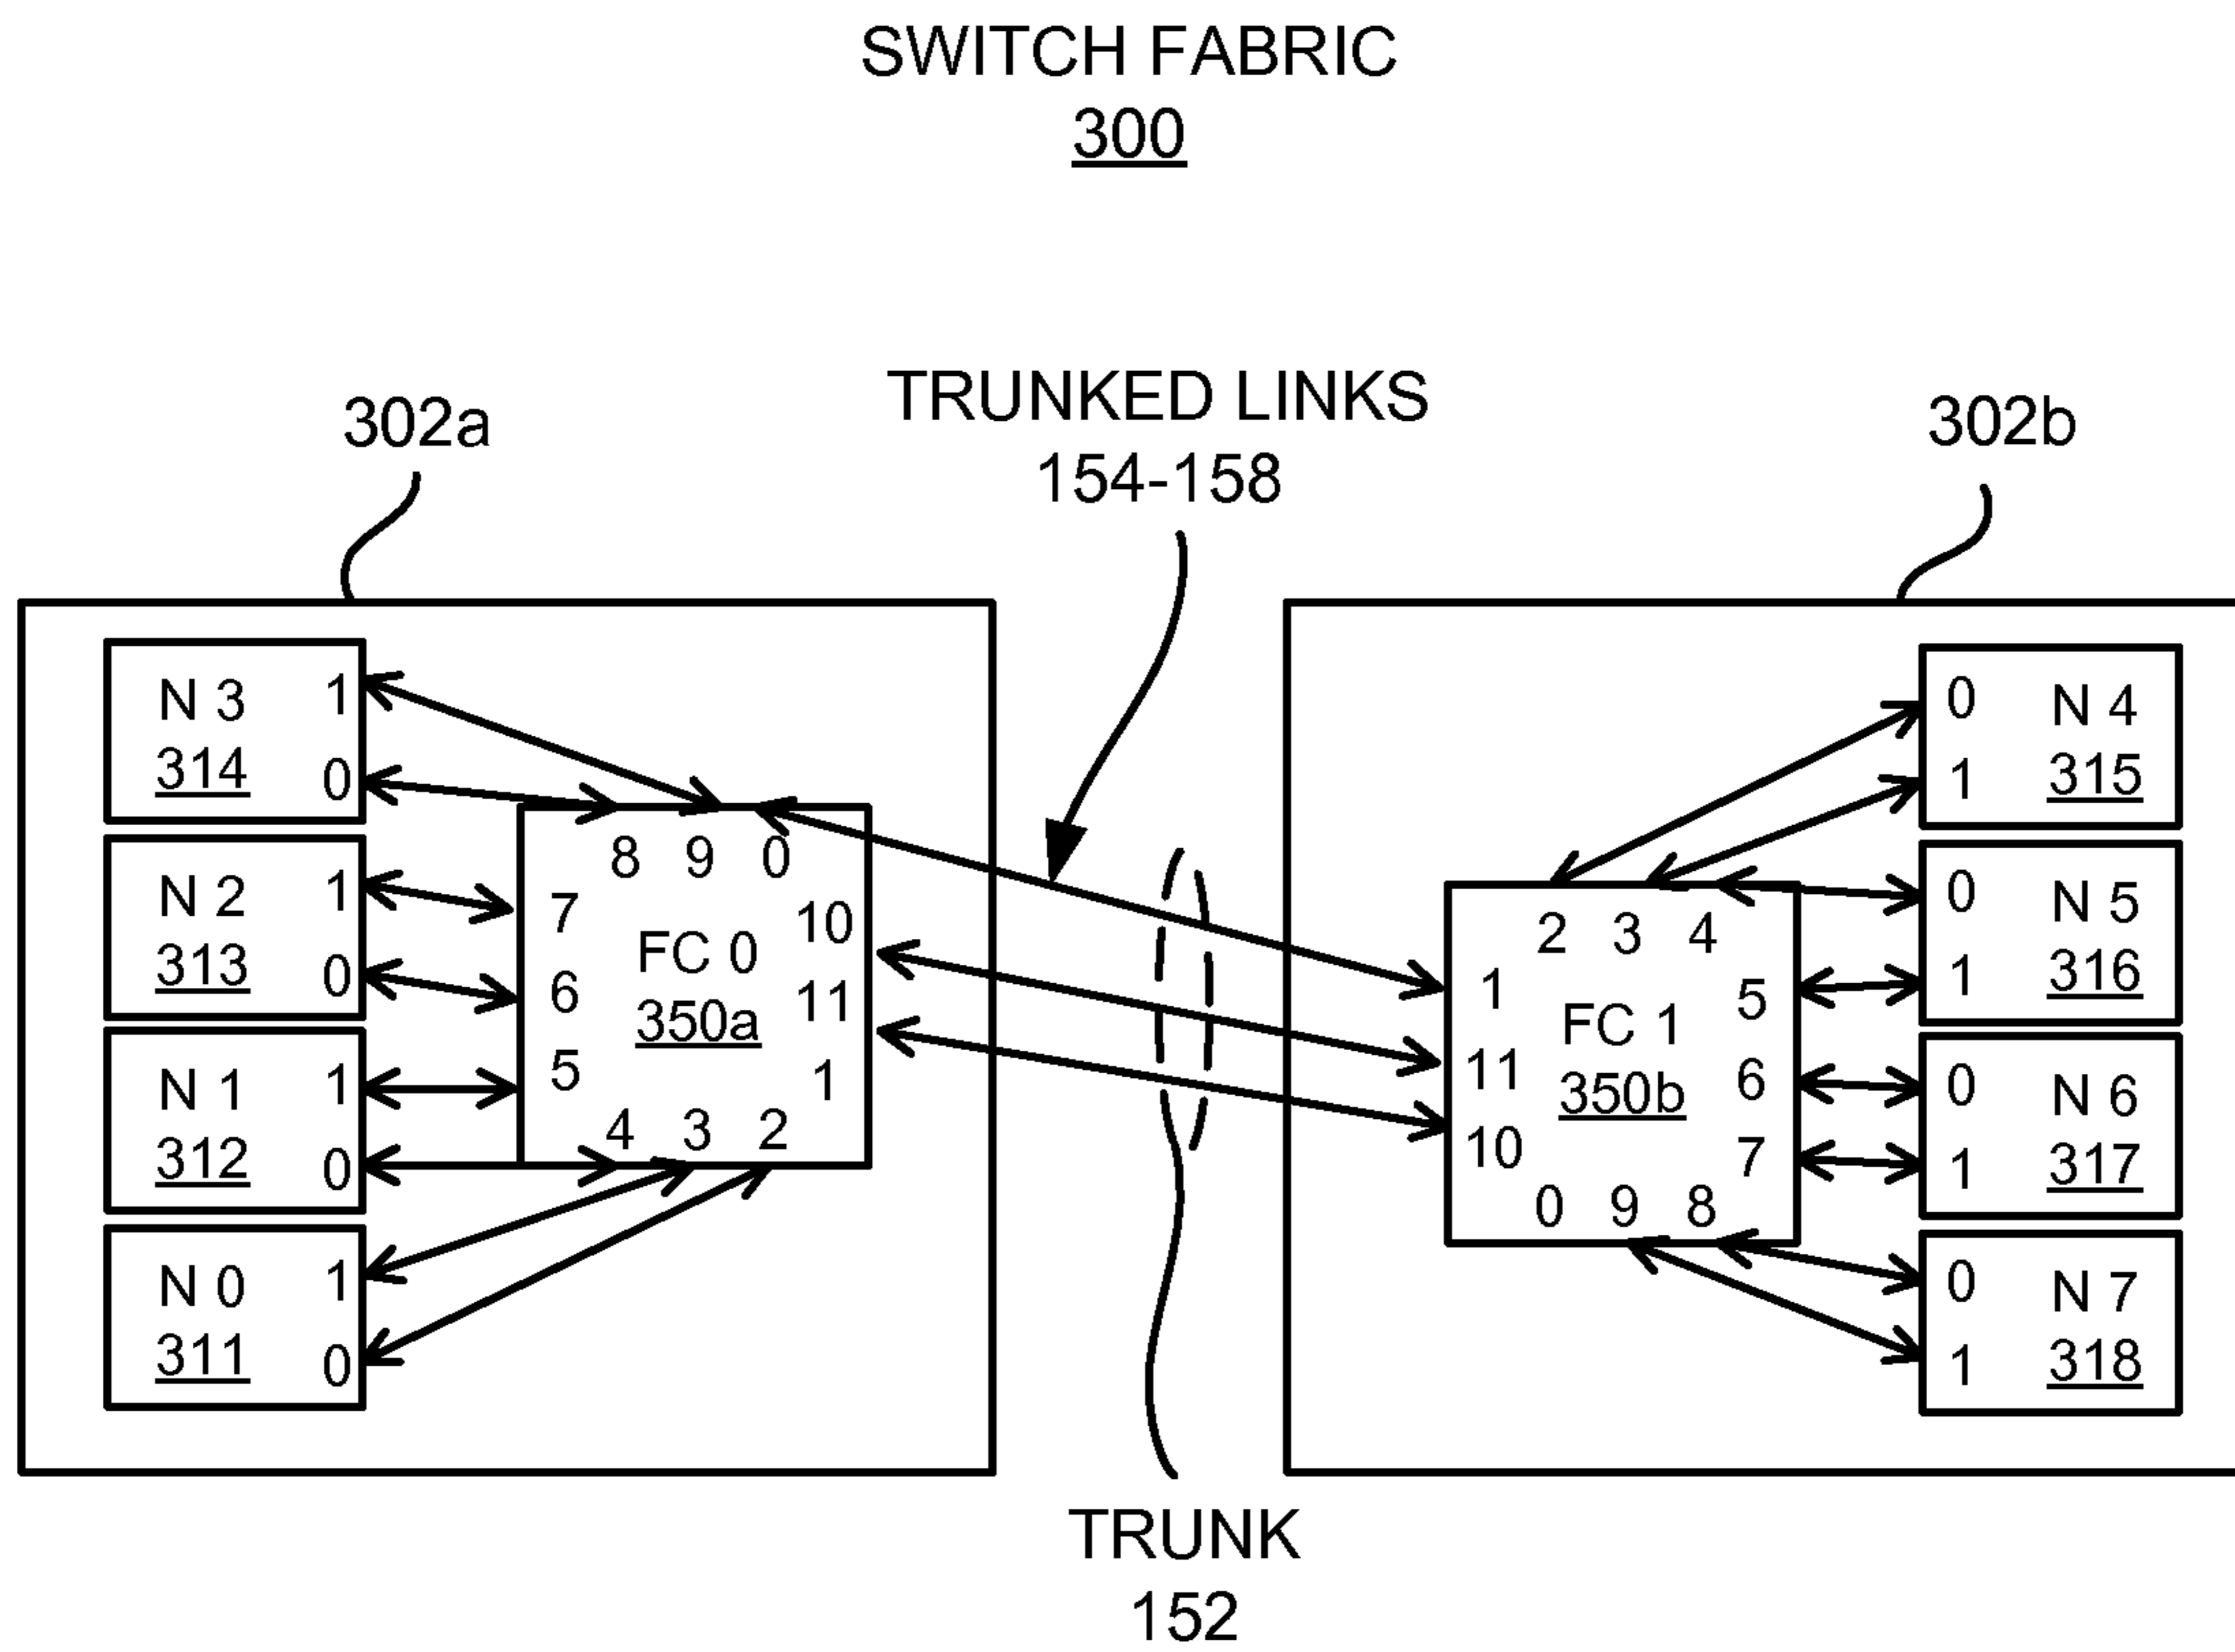 SWITCH FABRIC
300
TRUNKED LINKS
154-158
302a
302b
N 3 1
314 0
N 2 1
313 0
N 1 1
312 0
N 0 1
311 0
8 9 0
7 10
FC 0
6 11
350a
5 1
4 3 2
2 3 4
1 5
FC 1
11 6
350b
10 7
0 9 8
0 N 4
1 315
0 N 5
1 316
0 N 6
1 317
0 N 7
1 318
TRUNK
152